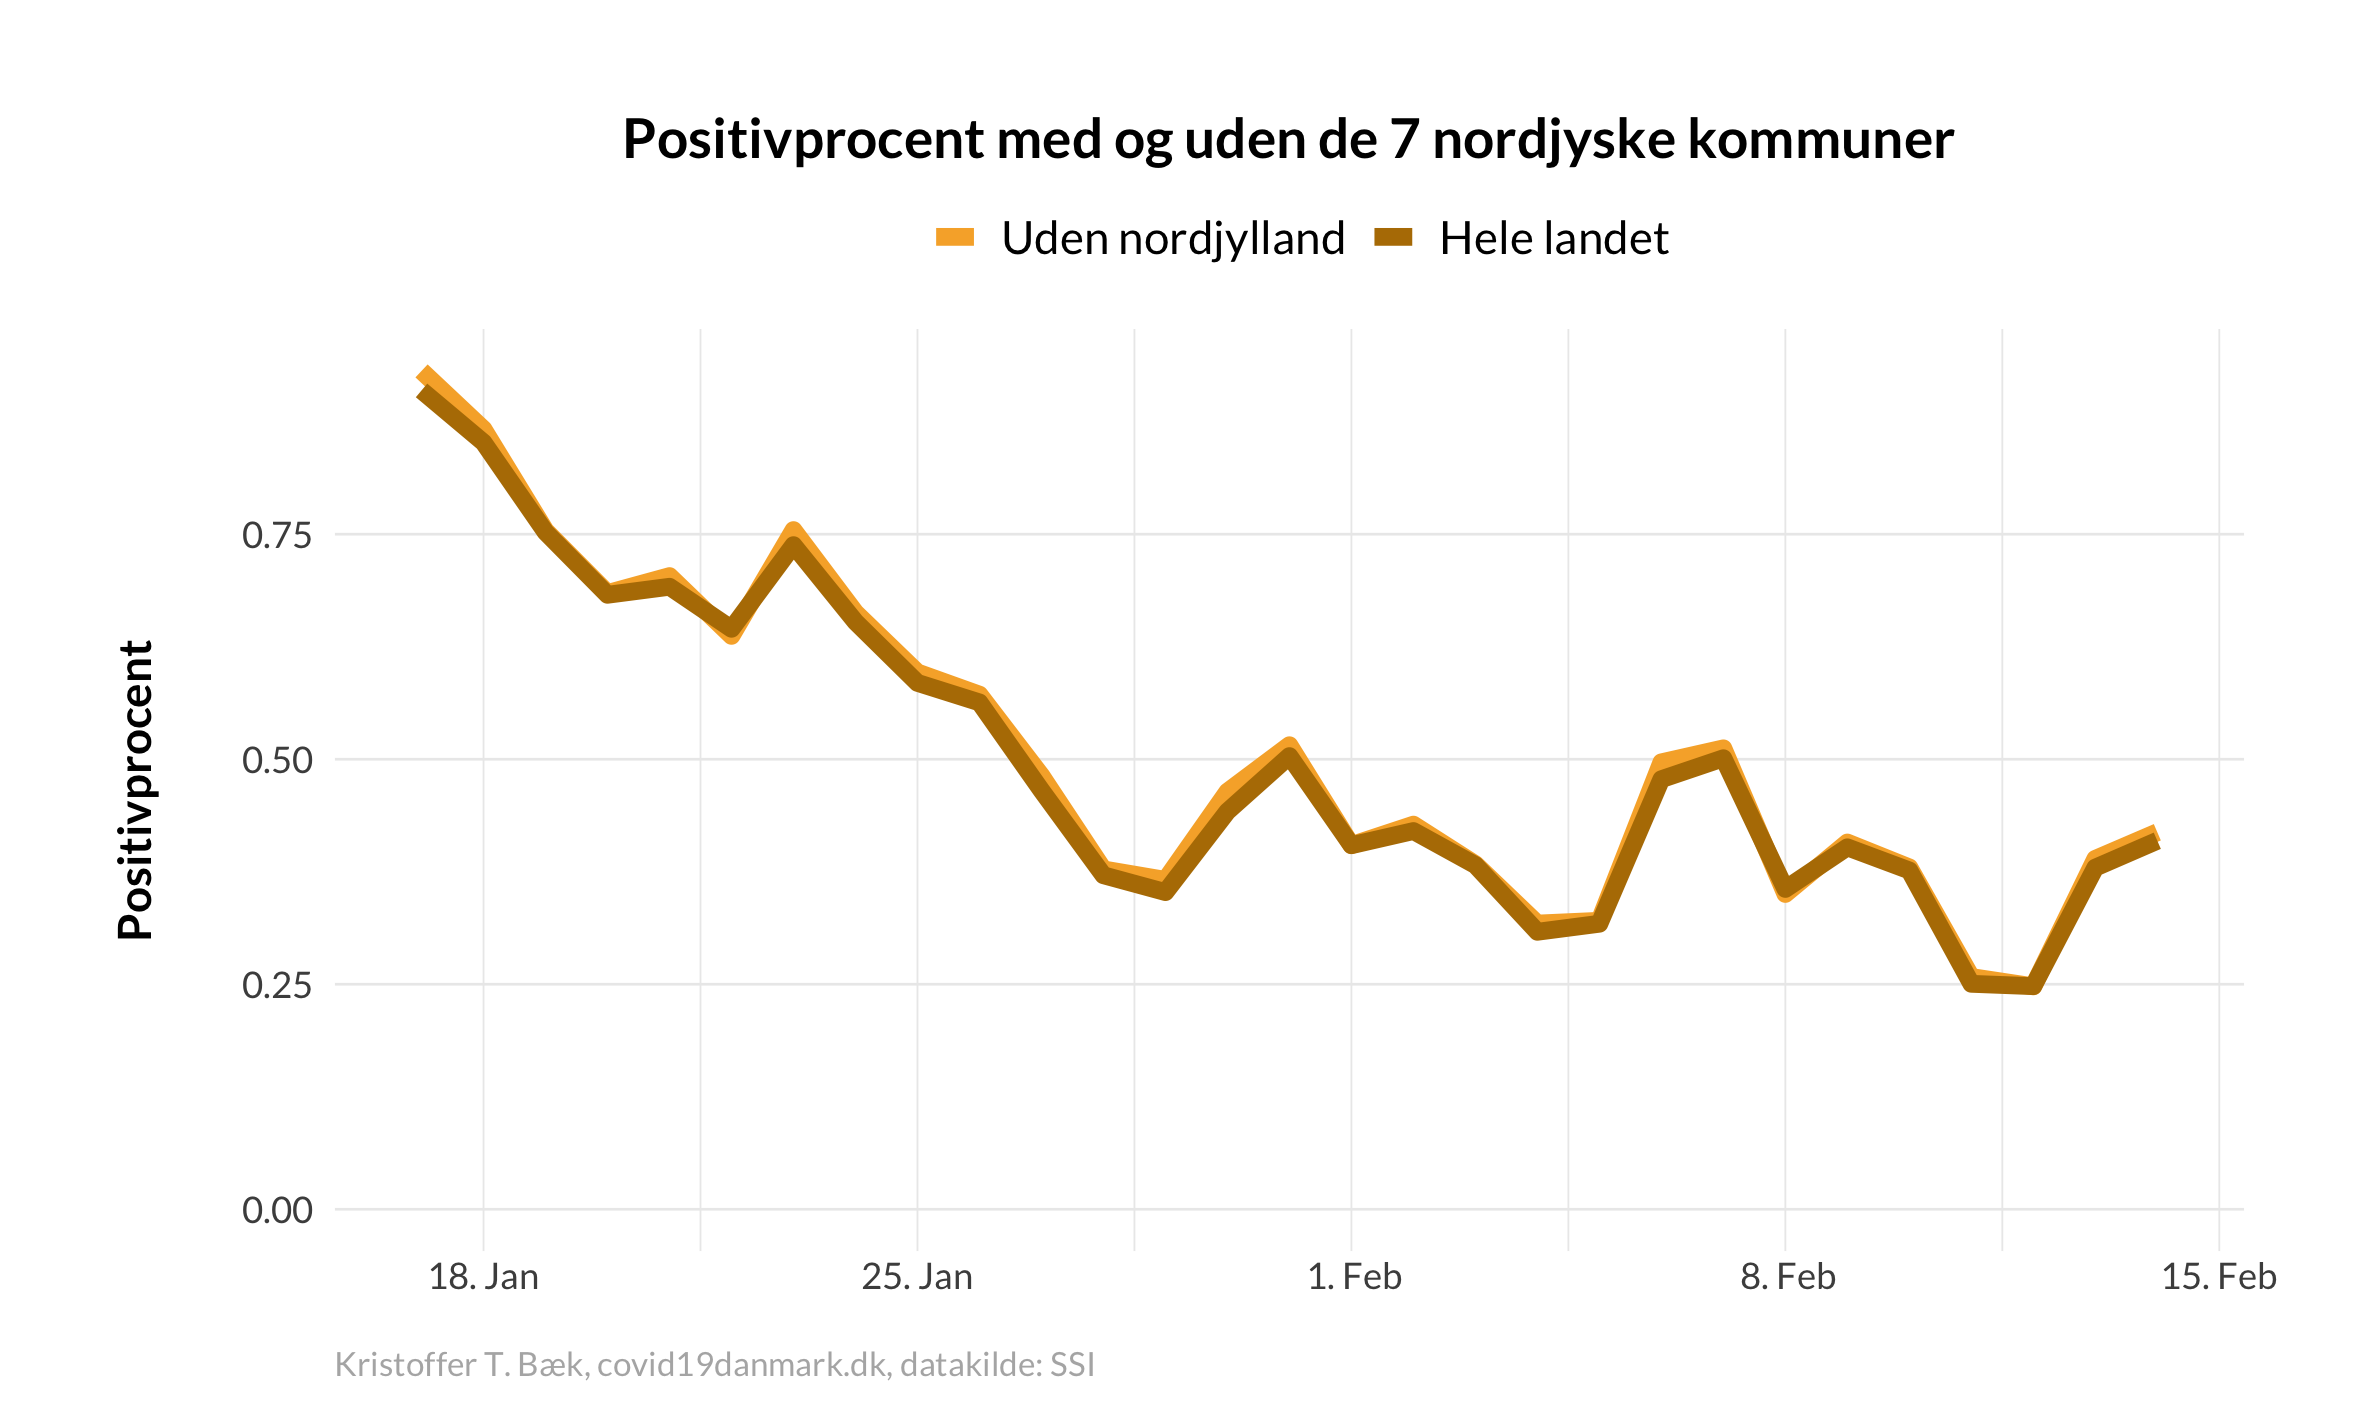 Positivprocent med og uden de 7 nordjyske kommuner
Uden nordjylland Hele landet
Positivprocent
0.75
0.50
0.25
0.00
18. Jan 25. Jan 1. Feb 8. Feb 15. Feb
Kristoffer T. Bæk, covid19danmark.dk, datakilde: SSI